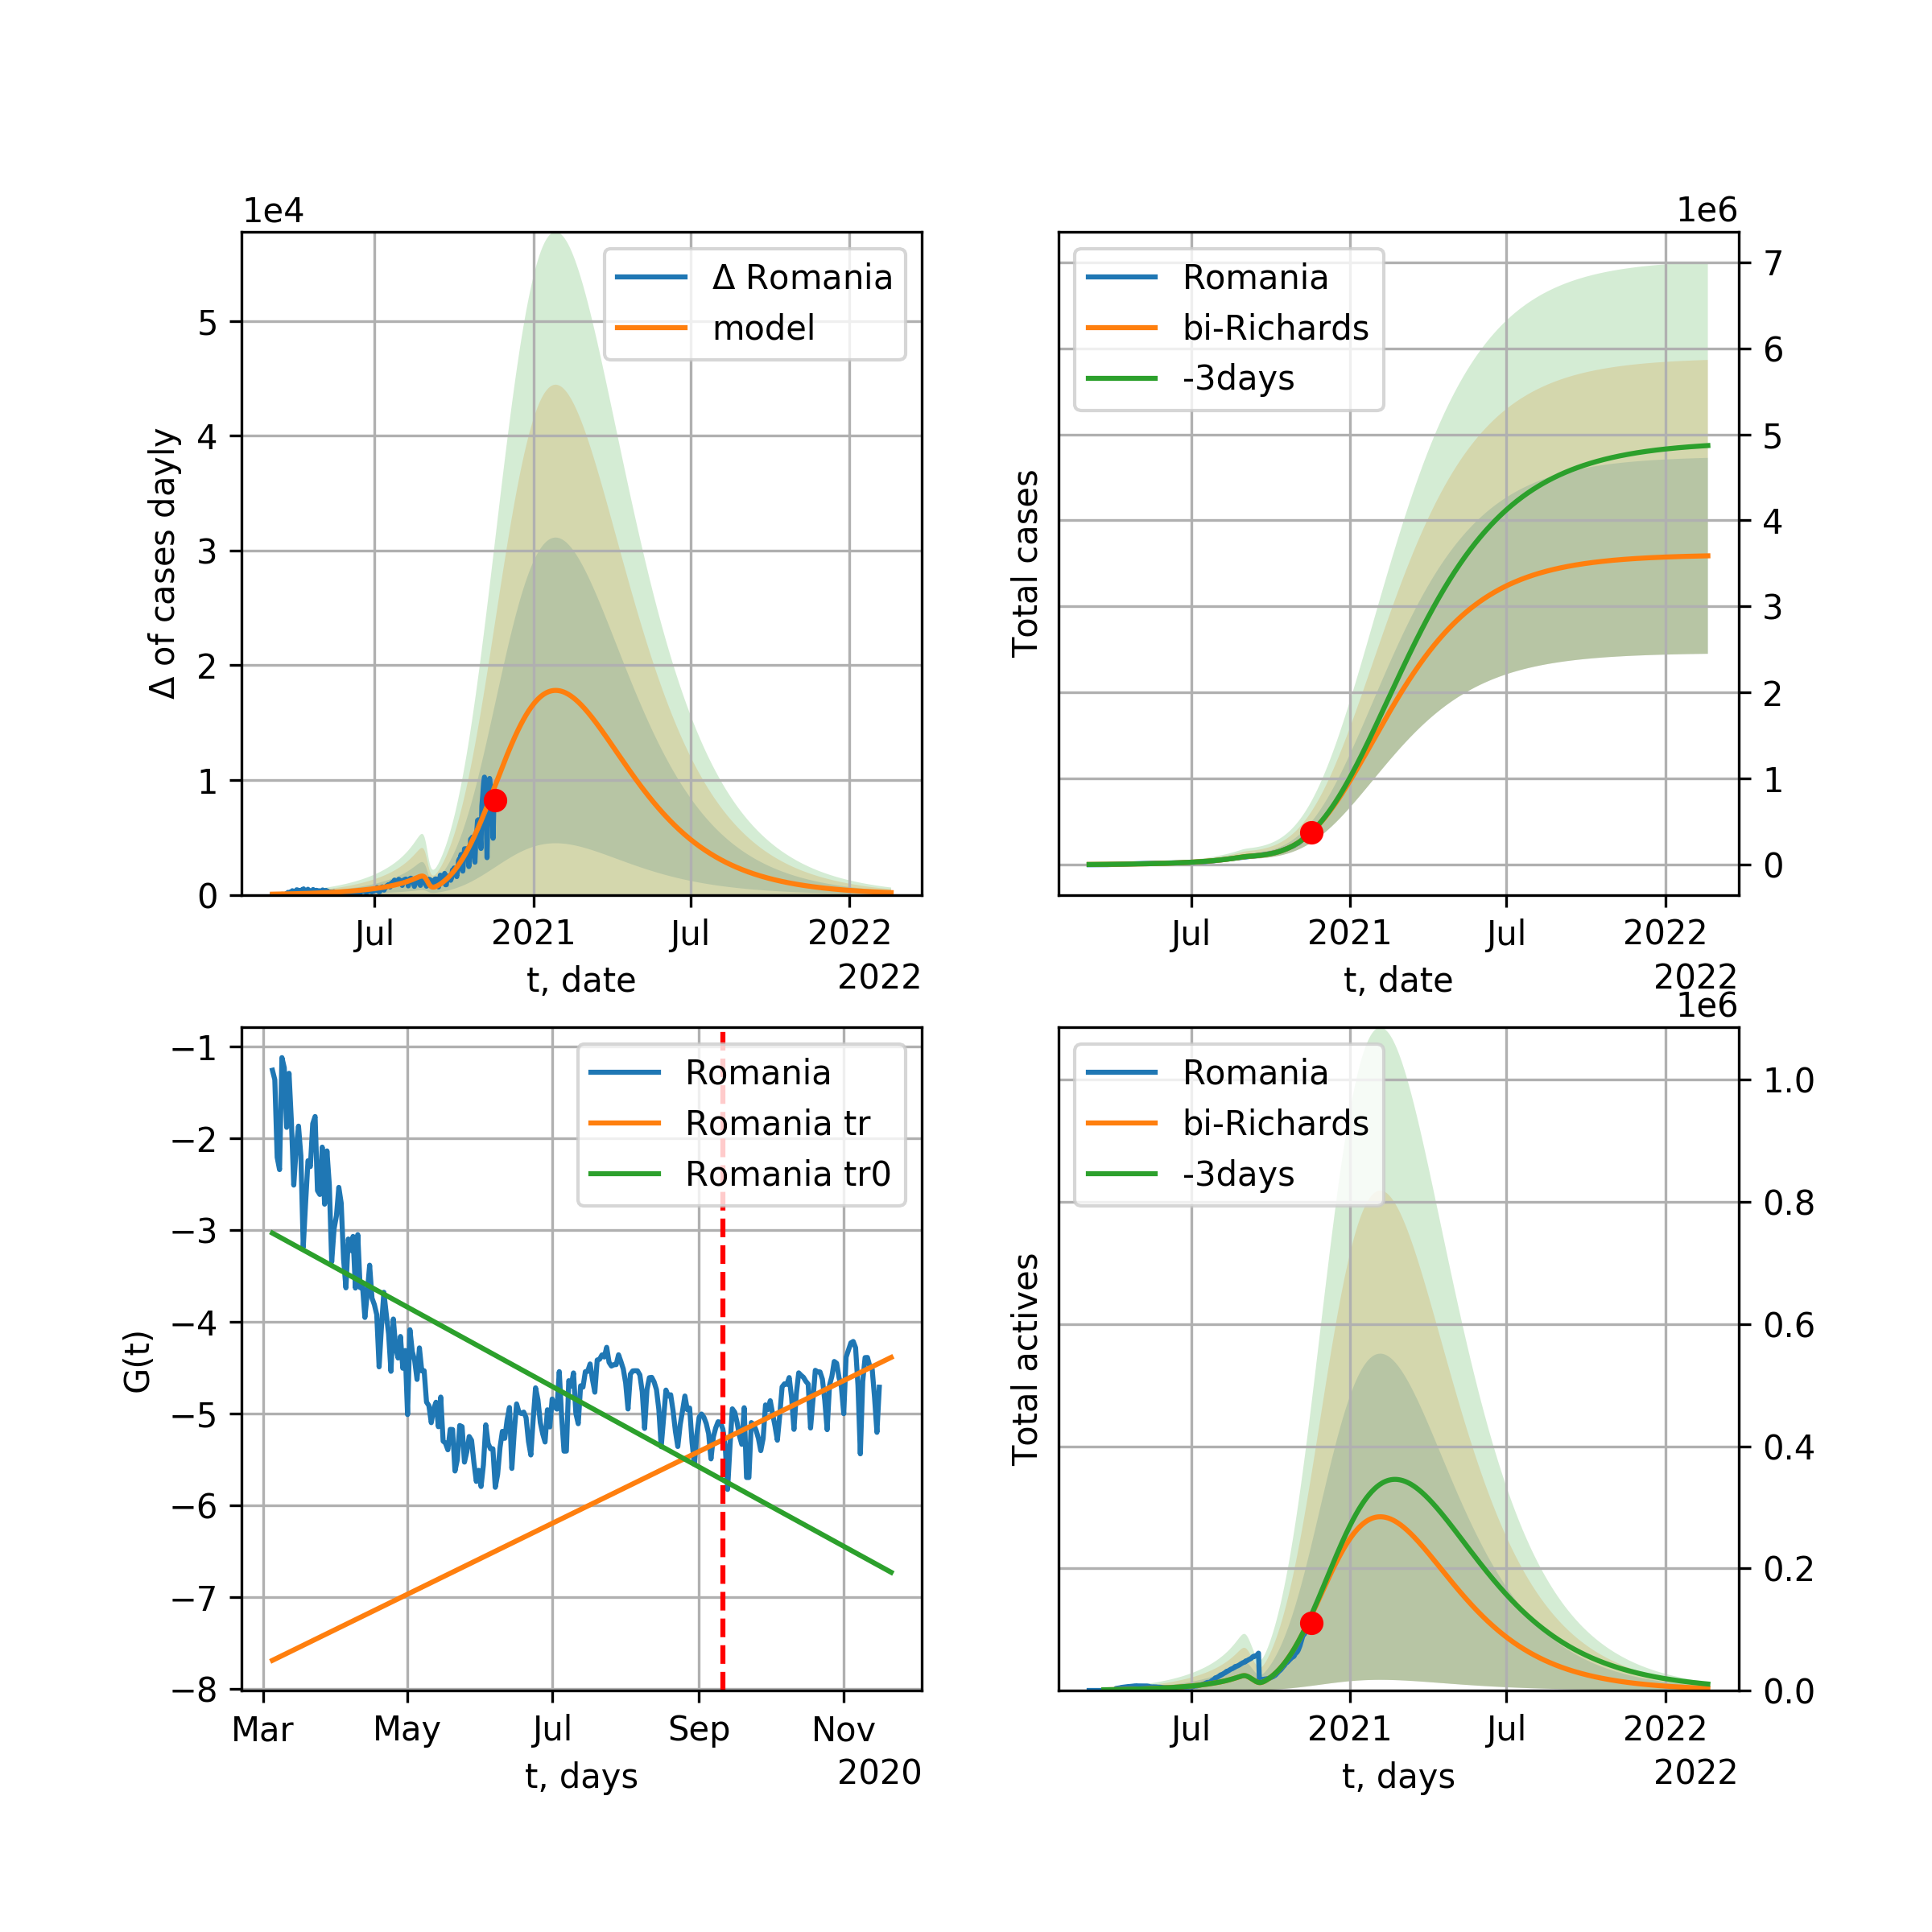 1e4
Δ Romania
model
5
4
3
2
1
0
Δ of cases dayly
Jul
2021
Jul
2022
t, date
2022
1e6
Romania
bi-Richards
-3days
7
6
5
4
3
2
1
0
Total cases
Jul
2021
Jul
2022
t, date
2022
Romania
Romania tr
Romania tr0
−1
−2
−3
−4
−5
−6
−7
−8
G(t)
Mar
May
Jul
Sep
Nov
t, days
2020
1e6
Romania
bi-Richards
-3days
1.0
0.8
0.6
0.4
0.2
0.0
Total actives
Jul
2021
Jul
2022
t, days
2022